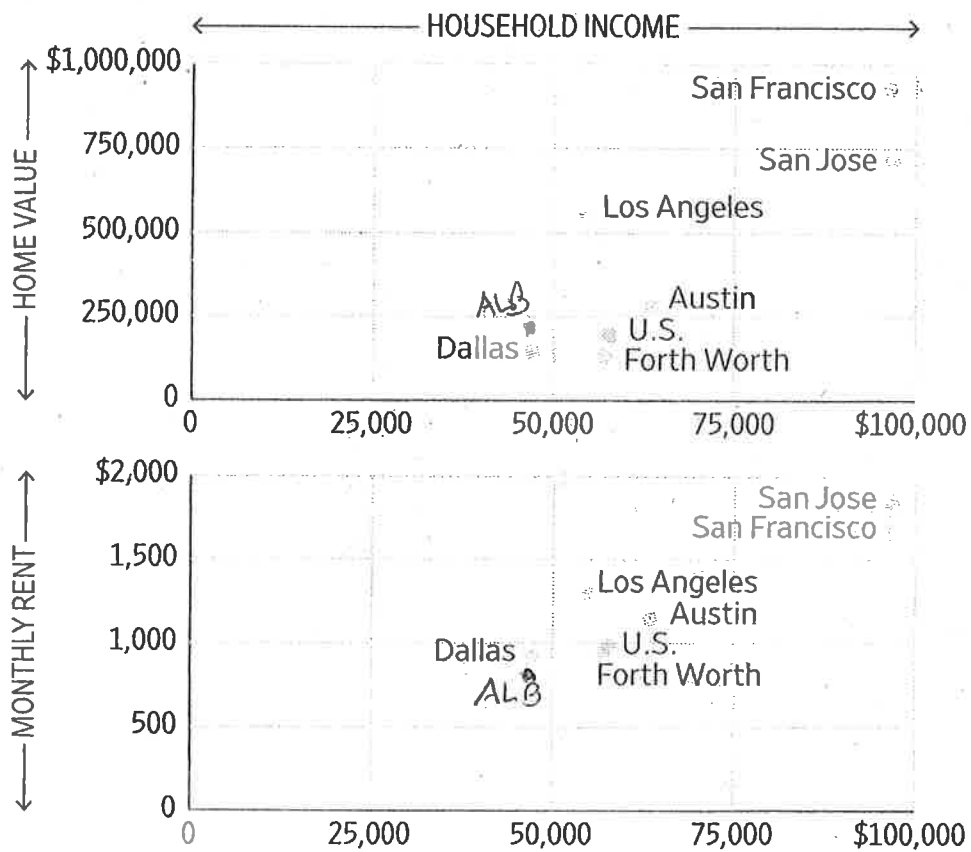 HOUSEHOLD INCOME
HOME VALUE
$1,000,000
750,000
500,000
250,000
0
San Francisco
San Jose
Los Angeles
ALB
Austin
U.S.
Dallas
Forth Worth
0 25,000 50,000 75,000 $100,000
MONTHLY RENT
$2,000
1,500
1,000
500
0
San Jose
San Francisco
Los Angeles
Austin
Dallas
U.S.
ALB
Forth Worth
0 25,000 50,000 75,000 $100,000